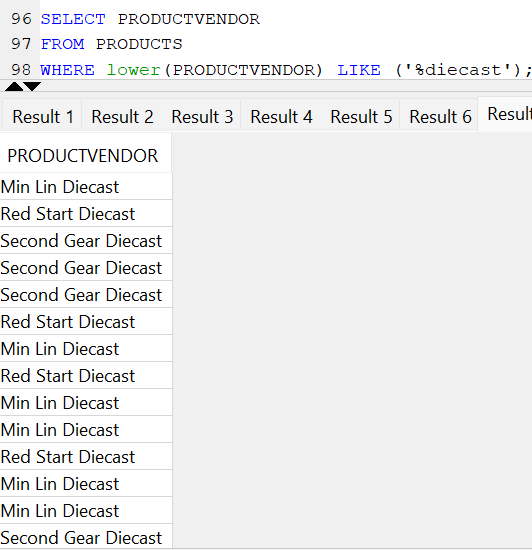 96 SELECT PRODUCTVENDOR
97 FROM PRODUCTS
98 WHERE lower(PRODUCTVENDOR) LIKE ('%diecast');
Result 1 Result 2 Result 3 Result 4 Result 5 Result 6 Result
PRODUCTVENDOR
Min Lin Diecast
Red Start Diecast
Second Gear Diecast
Second Gear Diecast
Second Gear Diecast
Red Start Diecast
Min Lin Diecast
Red Start Diecast
Min Lin Diecast
Min Lin Diecast
Red Start Diecast
Min Lin Diecast
Min Lin Diecast
Second Gear Diecast